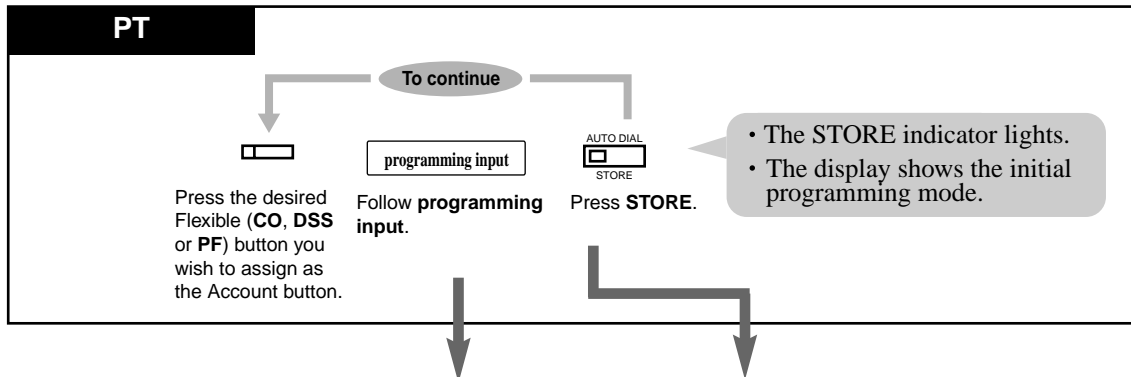 PT
To continue
Press the desired
Flexible (CO, DSS
or PF) button you
wish to assign as
the Account button.
programming input
Follow programming
input.
AUTO DIAL
STORE
Press STORE.
· The STORE indicator lights.
· The display shows the initial
programming mode.